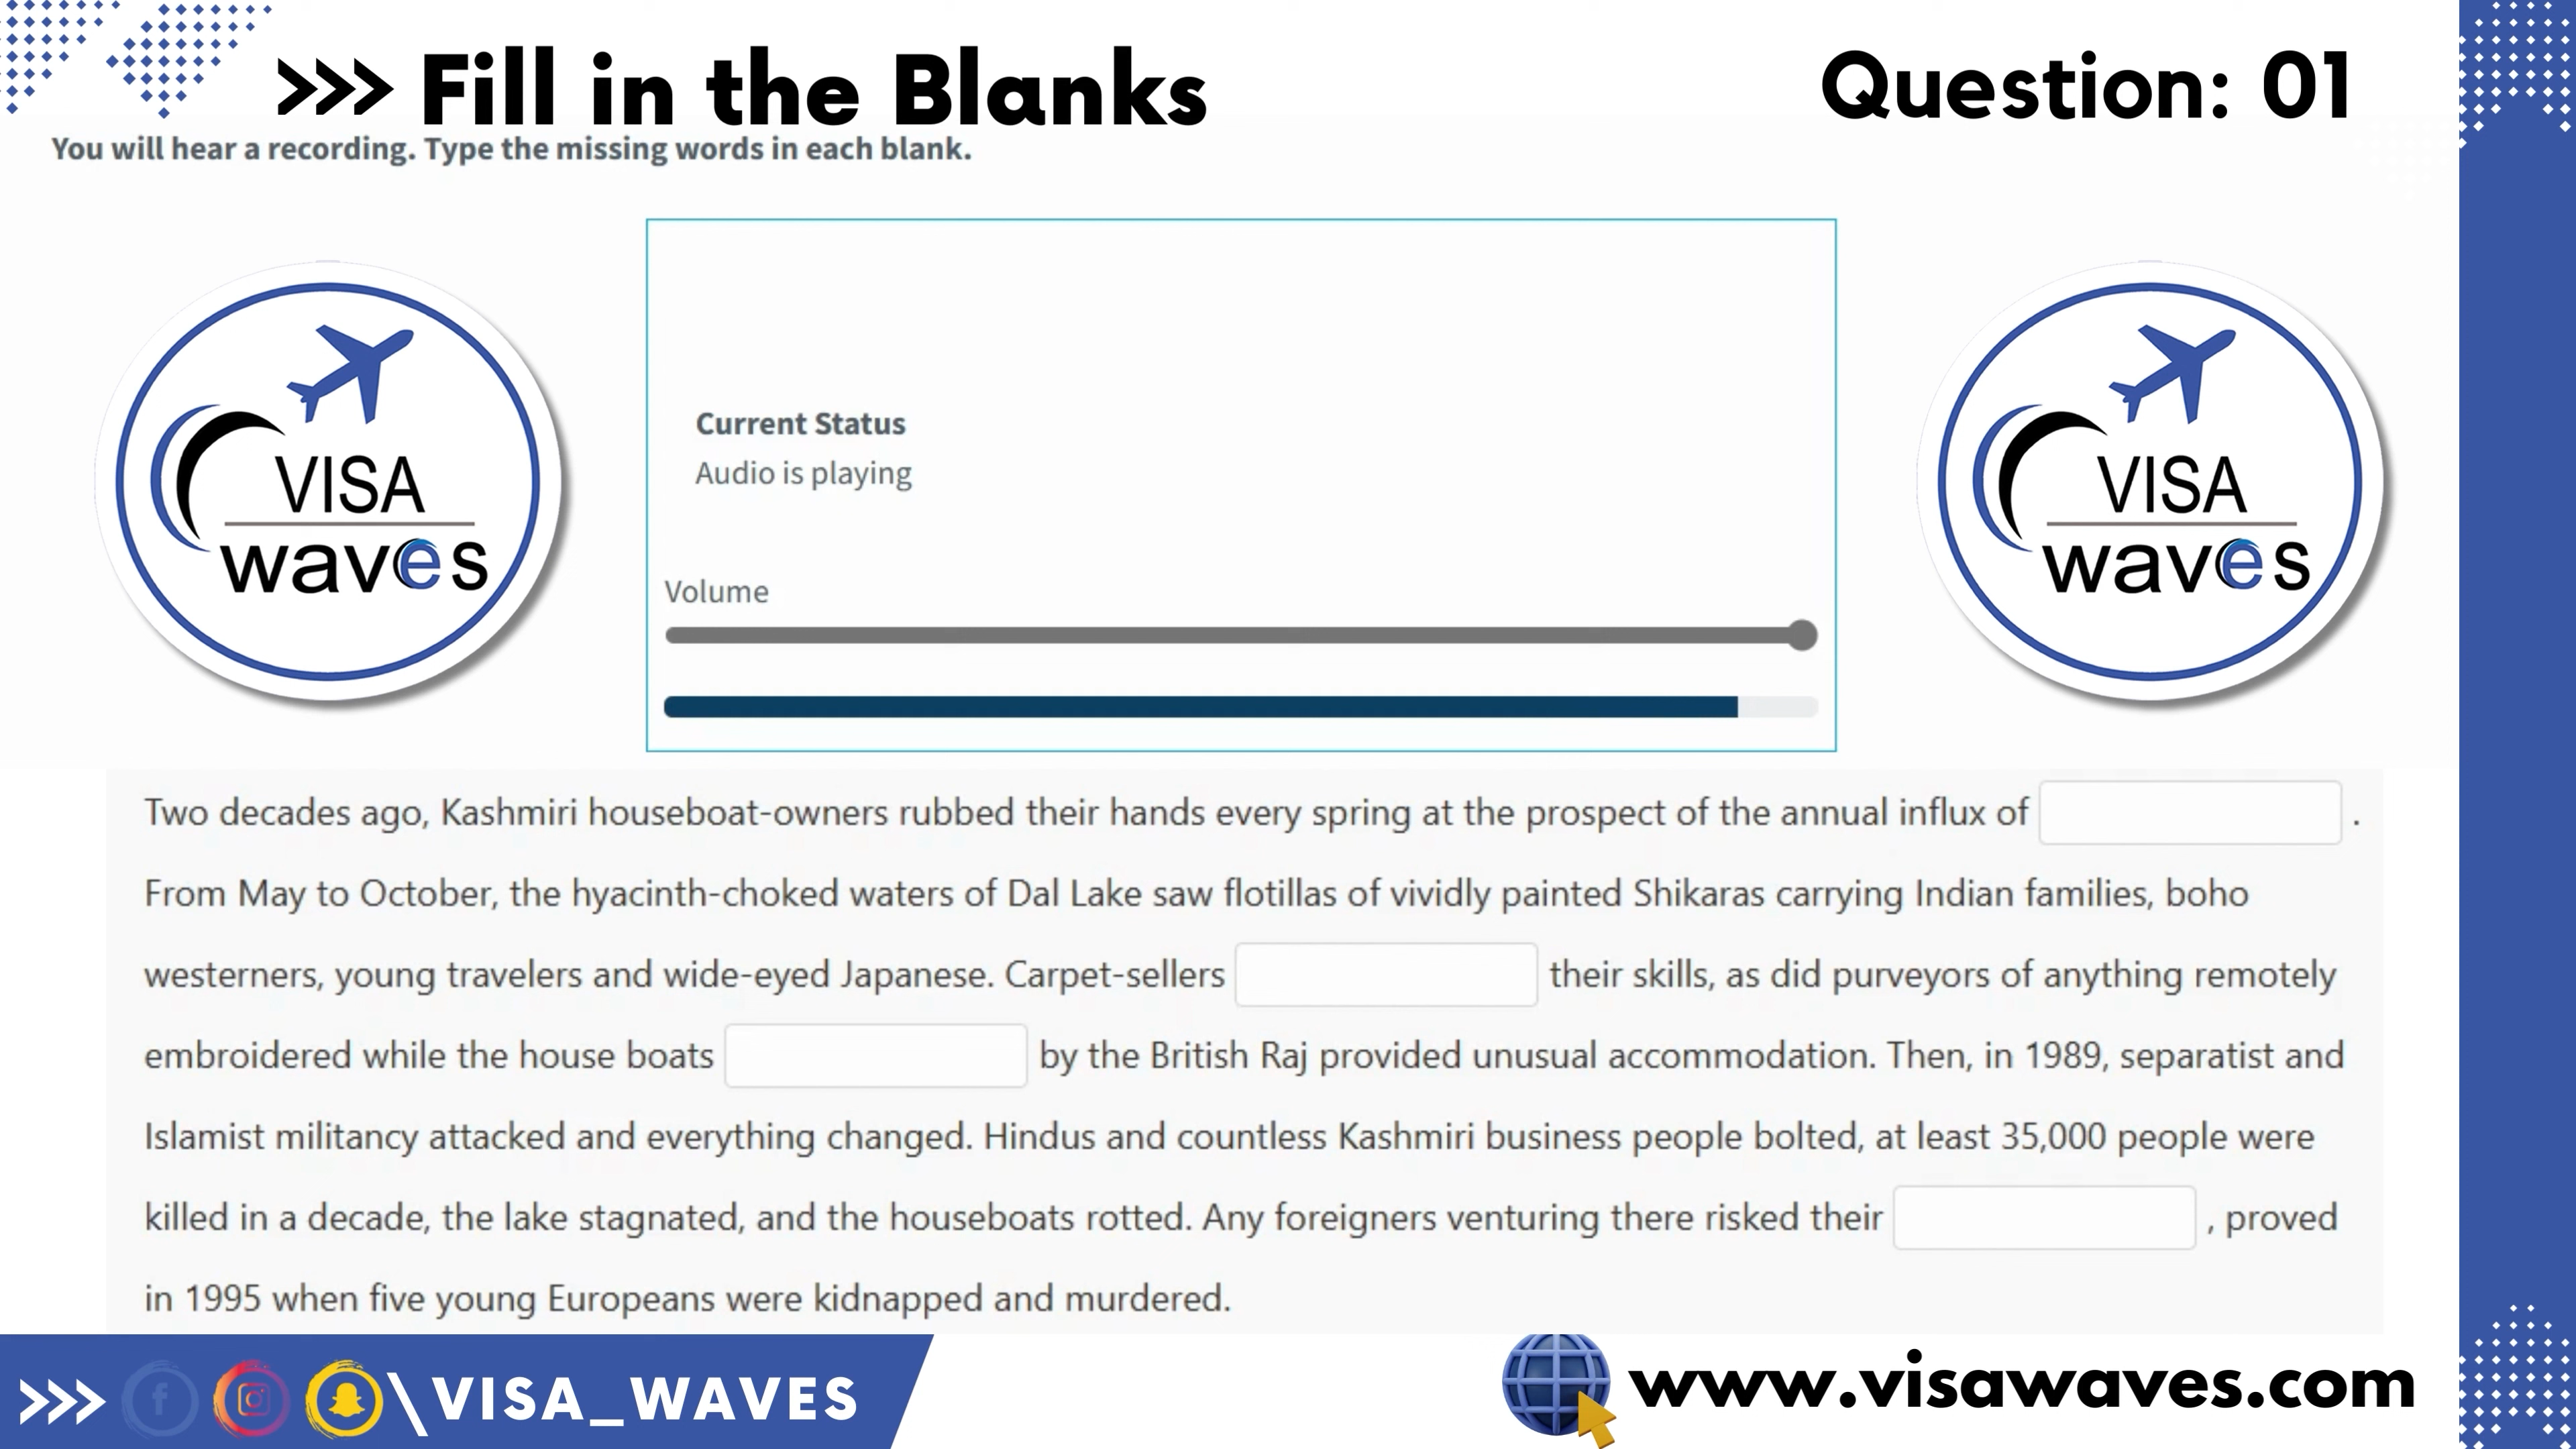 >>> Fill in the Blanks
Question: 01
You will hear a recording. Type the missing words in each blank.
VISA
waves
Current Status
Audio is playing
Volume
VISA
waves
Two decades ago, Kashmiri houseboat-owners rubbed their hands every spring at the prospect of the annual influx of .
From May to October, the hyacinth-choked waters of Dal Lake saw flotillas of vividly painted Shikaras carrying Indian families, boho
westerners, young travelers and wide-eyed Japanese. Carpet-sellers their skills, as did purveyors of anything remotely
embroidered while the house boats by the British Raj provided unusual accommodation. Then, in 1989, separatist and
Islamist militancy attacked and everything changed. Hindus and countless Kashmiri business people bolted, at least 35,000 people were
killed in a decade, the lake stagnated, and the houseboats rotted. Any foreigners venturing there risked their , proved
in 1995 when five young Europeans were kidnapped and murdered.
>>> f \VISA_WAVES
www.visawaves.com